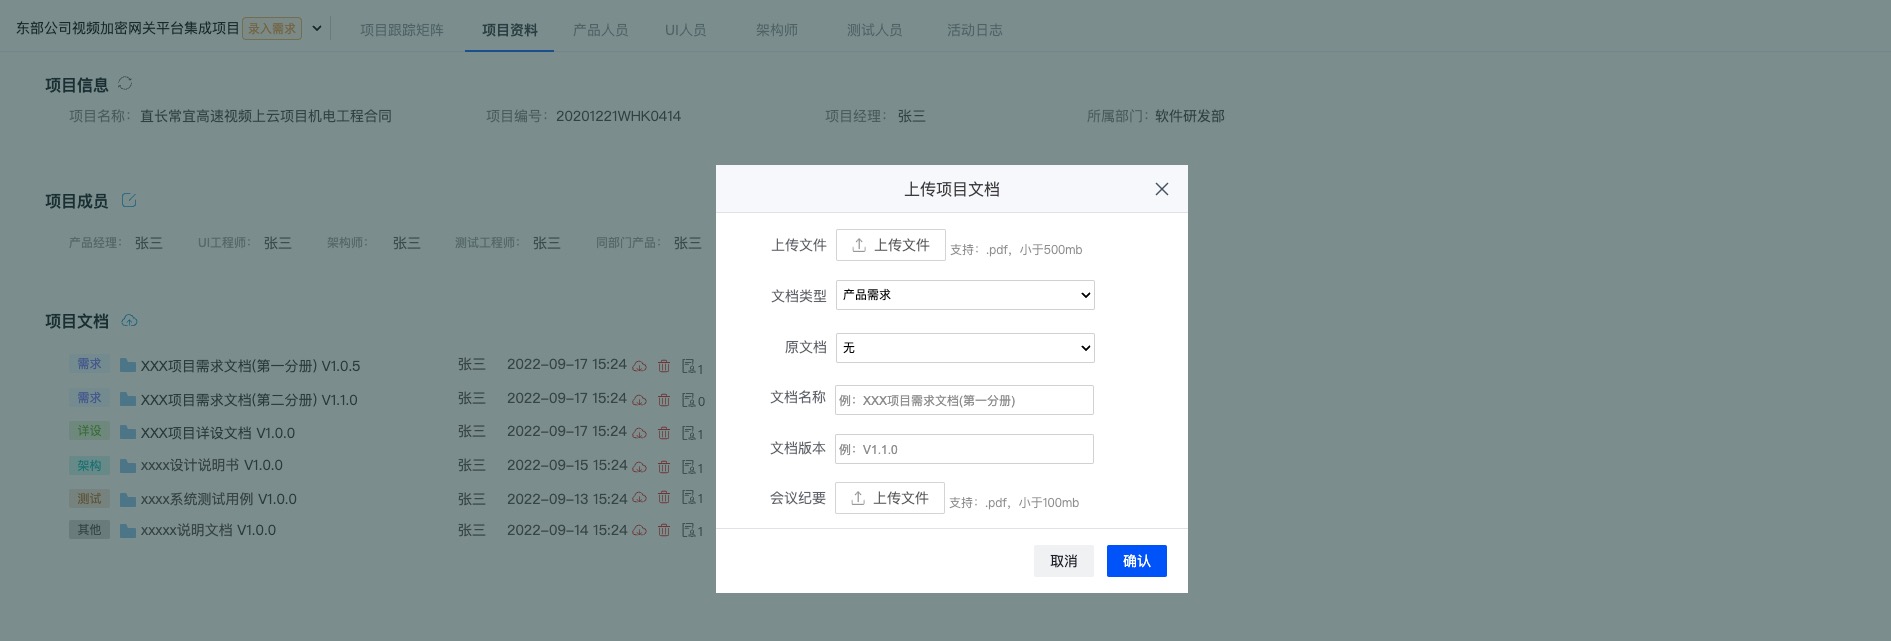 东部公司视频加密网关平台集成项目 录入需求 项目跟踪矩阵 项目资料 产品人员 UI人员 架构师 测试人员 活动日志
项目信息
项目名称： 直长常宜高速视频上云项目机电工程合同 项目编号： 20201221WHK0414 项目经理： 张三 所属部门： 软件研发部
项目成员
产品经理： 张三 UI工程师： 张三 架构师： 张三 测试工程师： 张三 同部门产品： 张三
项目文档
需求 XXX项目需求文档(第一分册) V1.0.5 张三 2022-09-17 15:24 1
需求 XXX项目需求文档(第二分册) V1.1.0 张三 2022-09-17 15:24 0
详设 XXX项目详设文档 V1.0.0 张三 2022-09-17 15:24 1
架构 xxxx设计说明书 V1.0.0 张三 2022-09-15 15:24 1
测试 xxxx系统测试用例 V1.0.0 张三 2022-09-13 15:24 1
其他 xxxxx说明文档 V1.0.0 张三 2022-09-14 15:24 1
上传项目文档
上传文件 上传文件 支持：.pdf，小于500mb
文档类型 产品需求
原文档 无
文档名称 例：XXX项目需求文档(第一分册)
文档版本 例：V1.1.0
会议纪要 上传文件 支持：.pdf，小于100mb
取消 确认